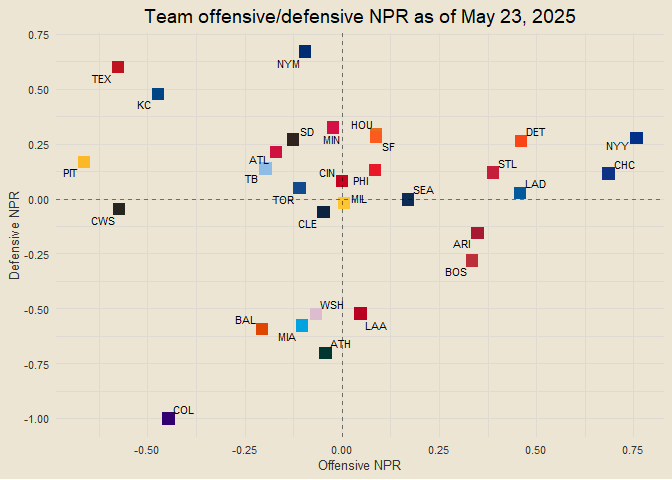 Team offensive/defensive NPR as of May 23, 2025
0.75
NYM
TEX
0.50
KC
HOU
SD
DET
MIN
SF
NYY
0.25
ATL
STL
CHC
PIT
TB
CIN
PHI
LAD
SEA
TOR
MIL
0.00
CWS
CLE
Defensive NPR
ARI
-0.25
BOS
WSH
-0.50
BAL
LAA
MIA
ATH
-0.75
COL
-1.00
-0.50
-0.25
0.00
0.25
0.50
0.75
Offensive NPR